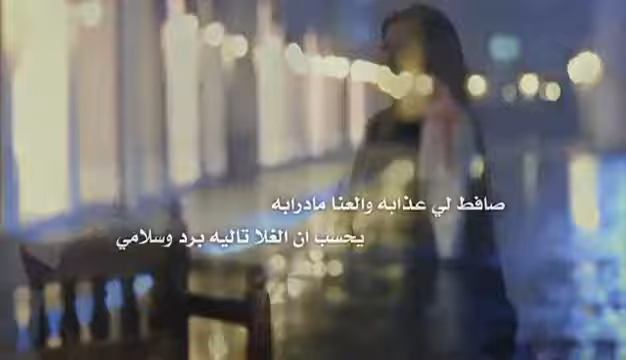 صافط لي عذابه والعنا مادرابه
يحسب ان الغلا تاليه برد وسلامي